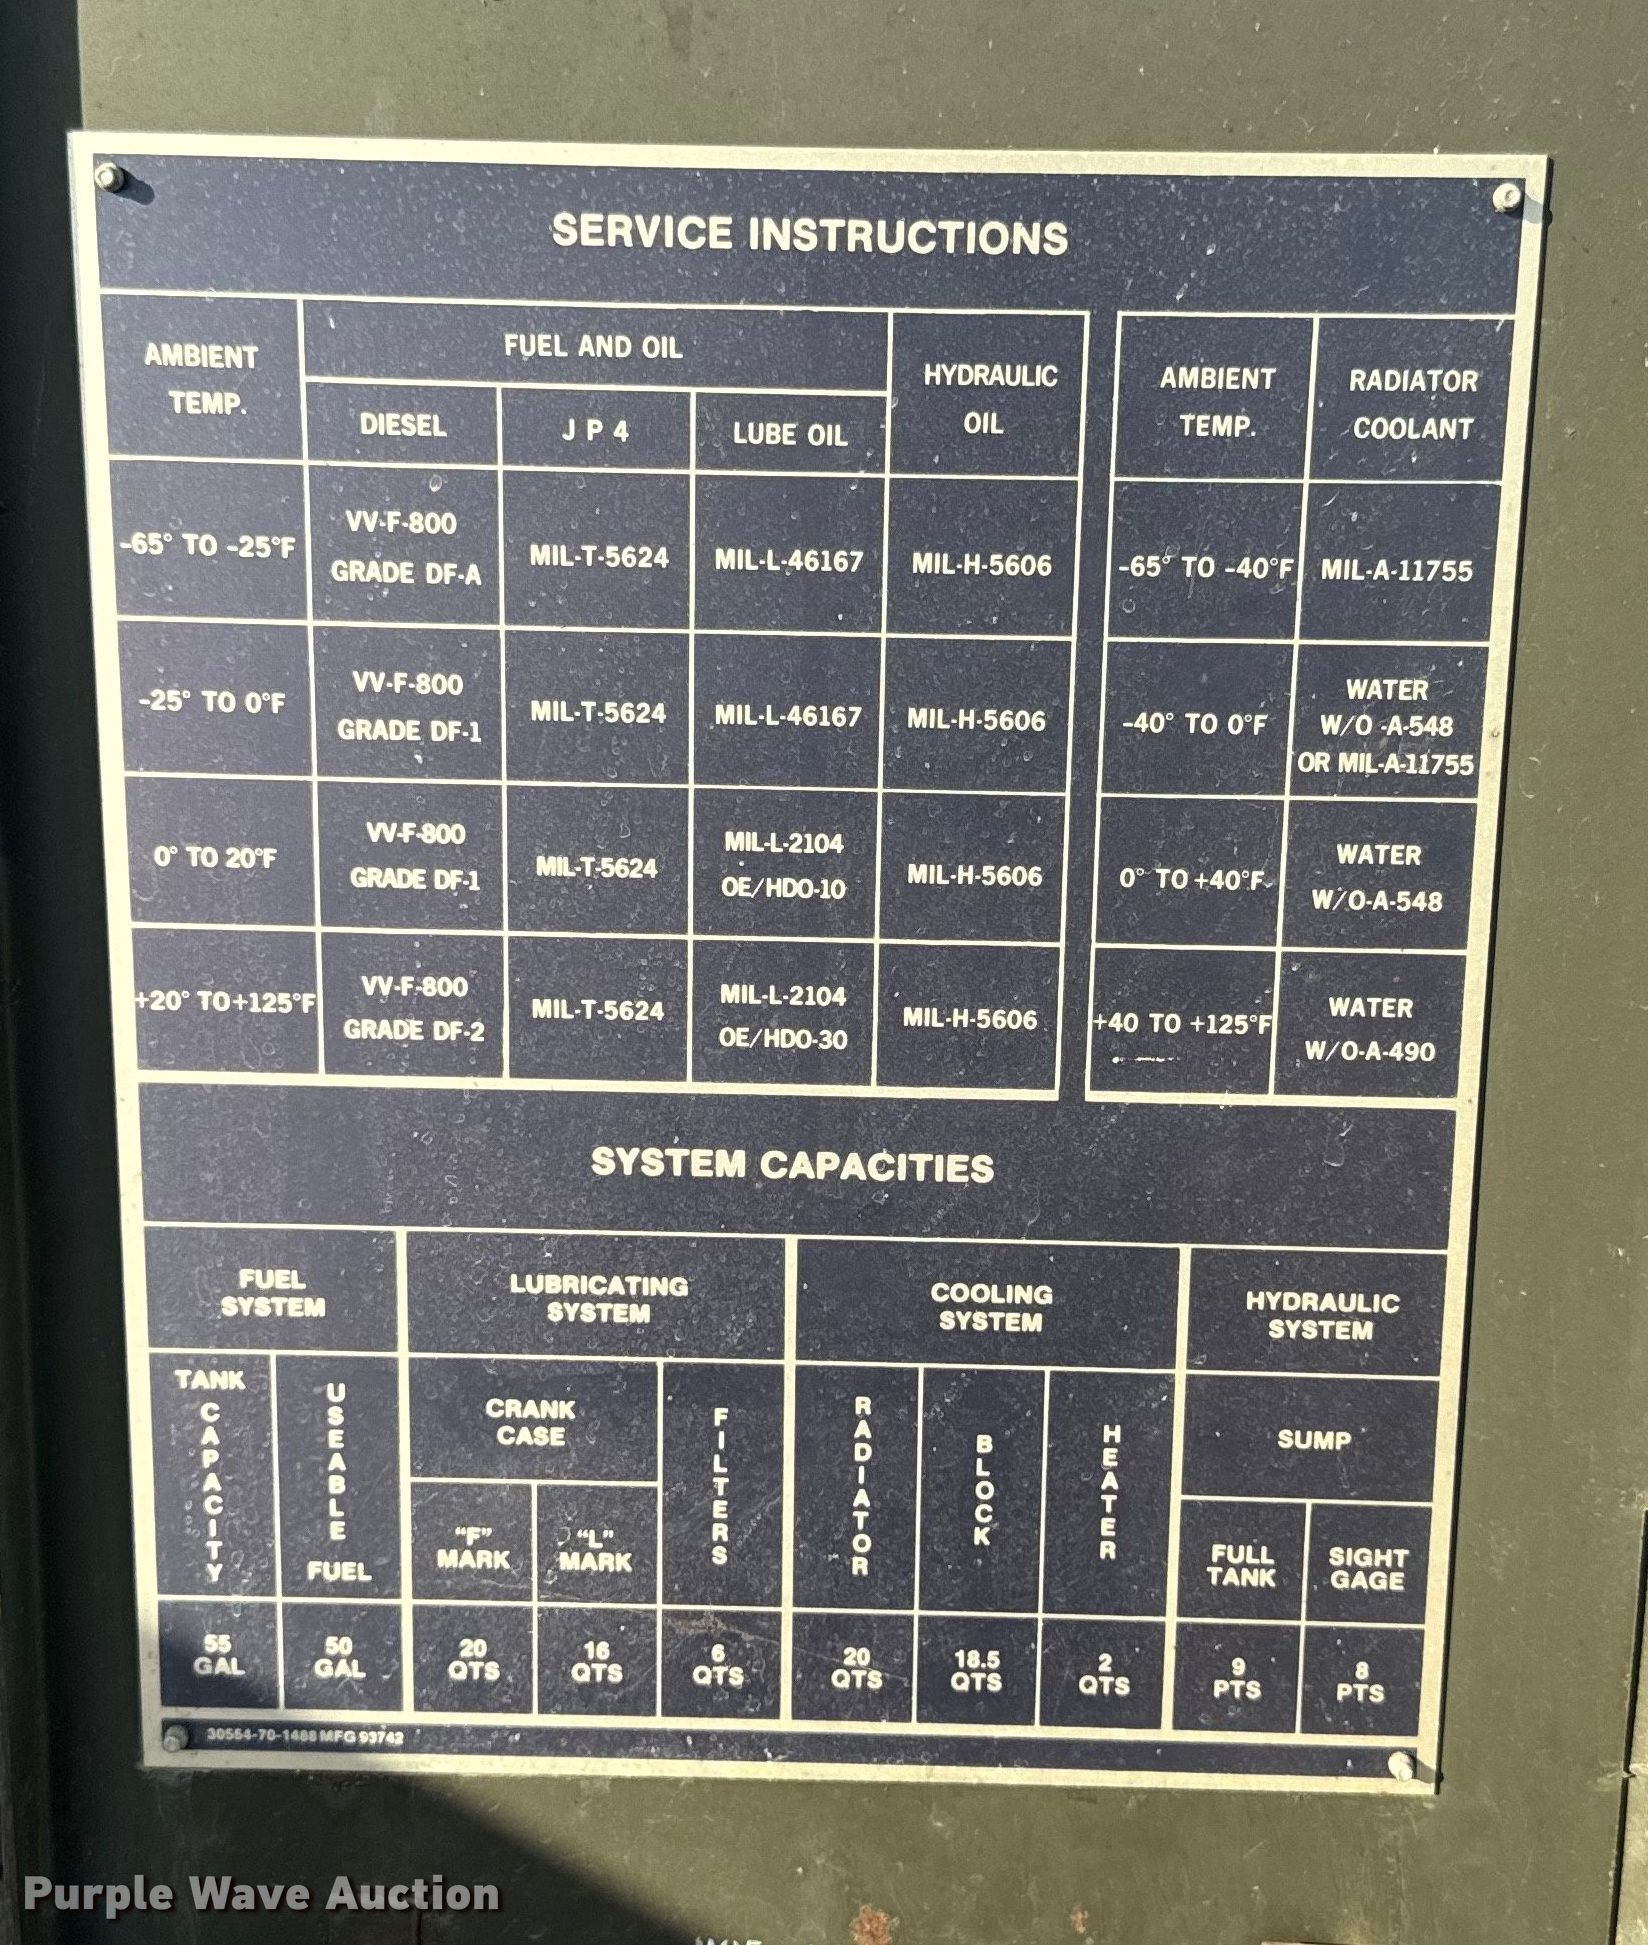 SERVICE INSTRUCTIONS
AMBIENT
TEMP.
FUEL AND OIL
DIESEL
J P 4
LUBE OIL
HYDRAULIC
OIL
-65° TO -25°F
VV-F-800
GRADE DF-A
MIL-T-5624
MIL-L-46167
MIL-H-5606
-25° TO 0°F
VV-F-800
GRADE DF-1
MIL-T-5624
MIL-L-46167
MIL-H-5606
0° TO 20°F
VV-F-800
GRADE DF-1
MIL-T-5624
MIL-L-2104
OE/HDO-10
MIL-H-5606
+20° TO+125°F
VV-F-800
GRADE DF-2
MIL-T-5624
MIL-L-2104
OE/HDO-30
MIL-H-5606
AMBIENT
TEMP.
RADIATOR
COOLANT
-65° TO -40°F
MIL-A-11755
-40° TO 0°F
WATER
W/O -A-548
OR MIL-A-11755
0° TO +40°F
WATER
W/O-A-548
+40 TO +125°F
WATER
W/O-A-490
SYSTEM CAPACITIES
FUEL
SYSTEM
TANK
CAPACITY
USEABLE
FUEL
55
GAL
50
GAL
LUBRICATING
SYSTEM
CRANK
CASE
"F"
MARK
"L"
MARK
FILTERS
20
QTS
16
QTS
6
QTS
COOLING
SYSTEM
RADIATOR
BLOCK
HEATER
20
QTS
18.5
QTS
2
QTS
HYDRAULIC
SYSTEM
SUMP
FULL
TANK
SIGHT
GAGE
9
PTS
8
PTS
30554-70-1488 MFG 93742
Purple Wave Auction